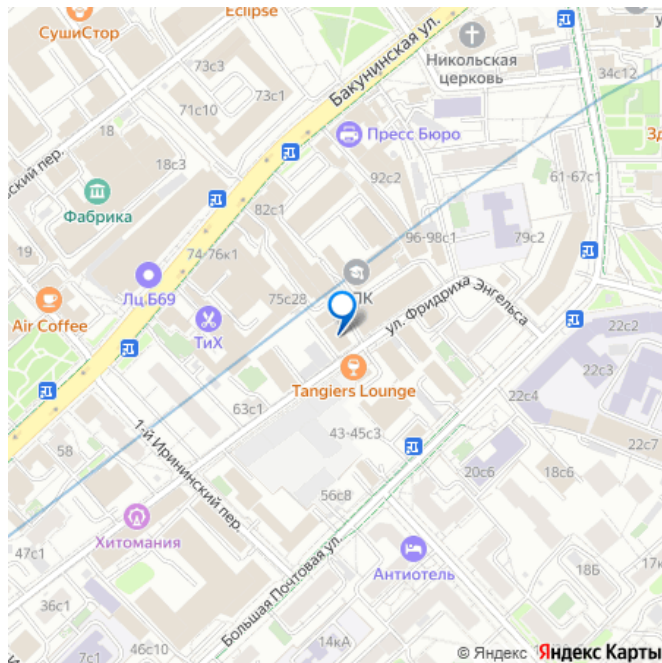 Eclipse
СушиСтор
Бакунинская ул.
Никольская
церковь
73с3
73с1
71с10
34с12
18
Пресс Бюро
18с3
92с2
61-67с1
Фабрика
82с1
96-98с1
79с2
19
74-76к1
Лц.Б69
75с28
ул. Фридриха Энгельса
Air Coffee
ТиХ
22с2
22с3
Tangiers Lounge
63с1
22с4
43-45с3
58
1-й Ирининский пер.
22с7
20с6
18с6
56с8
Хитомания
47с1
Большая Почтовая ул.
Антиотель
18Б
36с1
14кА
46с10
7с1
© Яндекс Яндекс Карты